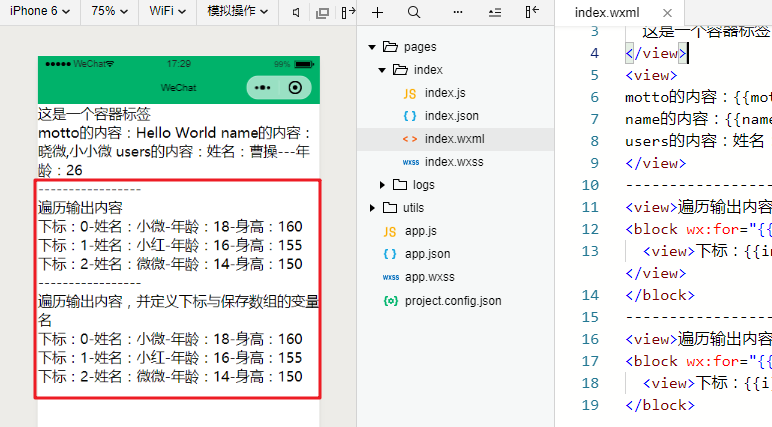 iPhone 6
75%
WiFi
模拟操作
WeChat
17:29
99%
WeChat
这是一个容器标签
motto的内容：Hello World name的内容：
晓微,小小微 users的内容：姓名：曹操---年
龄：26
-----------------
遍历输出内容
下标：0-姓名：小微-年龄：18-身高：160
下标：1-姓名：小红-年龄：16-身高：155
下标：2-姓名：微微-年龄：14-身高：150
-----------------
遍历输出内容，并定义下标与保存数组的变量
名
下标：0-姓名：小微-年龄：18-身高：160
下标：1-姓名：小红-年龄：16-身高：155
下标：2-姓名：微微-年龄：14-身高：150
pages
index
JS index.js
{ } index.json
< > index.wxml
WXSS index.wxss
logs
utils
JS app.js
{ } app.json
WXSS app.wxss
{o} project.config.json
index.wxml
3 这是一个容器标签
4 </view>
5 <view>
6 motto的内容：{{mot
7 name的内容：{{name
8 users的内容：姓名
9 </view>
10 -----------------
11 <view>遍历输出内容
12 <block wx:for="{{
13 <view>下标：{{in
</view>
14 </block>
15 -----------------
16 <view>遍历输出内容
17 <block wx:for="{{
18 <view>下标：{{i}
19 </block>